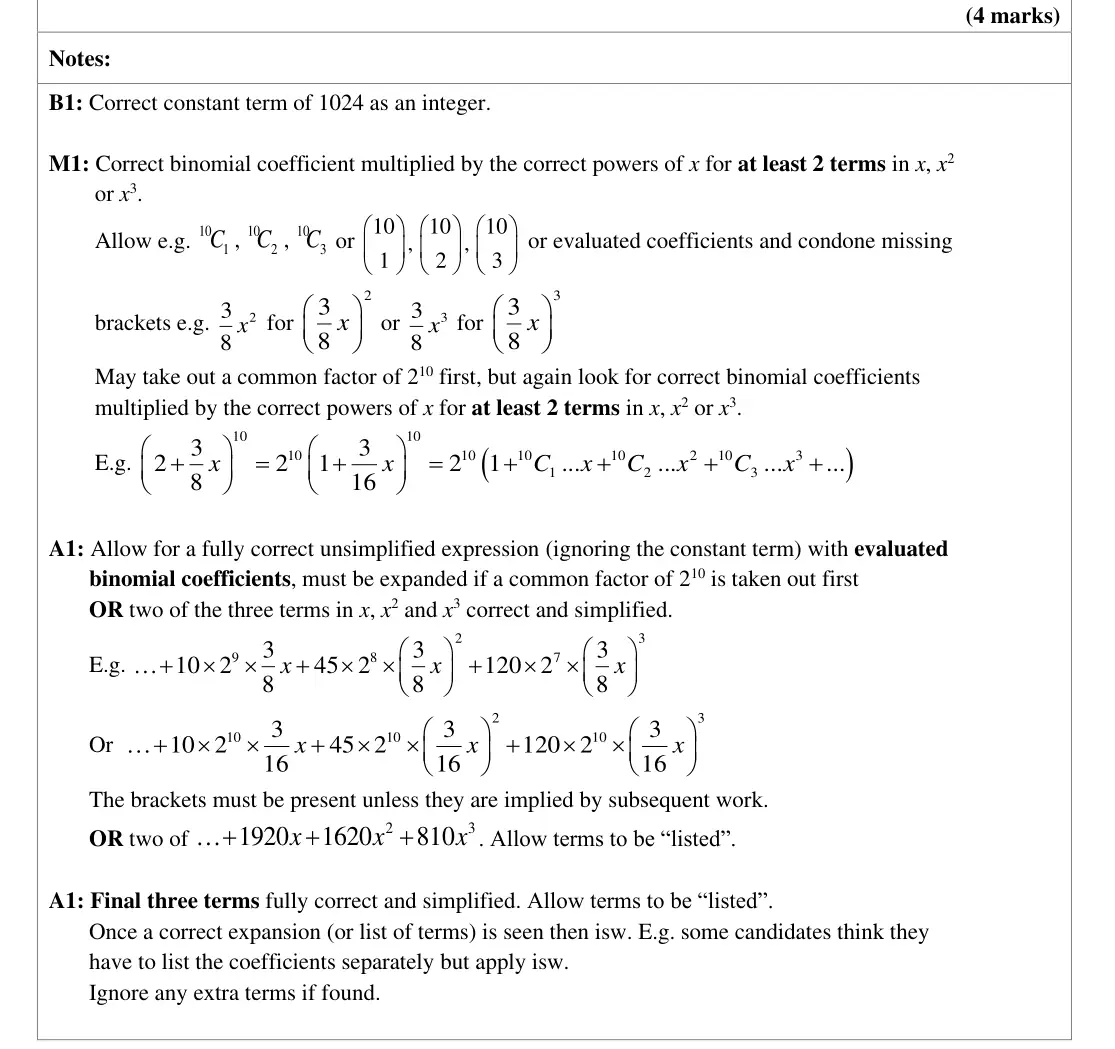 (4 marks)
Notes:
B1: Correct constant term of 1024 as an integer.
M1: Correct binomial coefficient multiplied by the correct powers of x for at least 2 terms in x, x²
or x³.
Allow e.g. ¹⁰C₁ , ¹⁰C₂ , ¹⁰C₃ or (10 1), (10 2), (10 3) or evaluated coefficients and condone missing
brackets e.g. 3/8 x² for (3/8 x)² or 3/8 x³ for (3/8 x)³
May take out a common factor of 2¹⁰ first, but again look for correct binomial coefficients
multiplied by the correct powers of x for at least 2 terms in x, x² or x³.
E.g. (2 + 3/8 x)¹⁰ = 2¹⁰ (1 + 3/16 x)¹⁰ = 2¹⁰ (1 + ¹⁰C₁ ...x + ¹⁰C₂ ...x² + ¹⁰C₃ ...x³ + ...)
A1: Allow for a fully correct unsimplified expression (ignoring the constant term) with evaluated
binomial coefficients, must be expanded if a common factor of 2¹⁰ is taken out first
OR two of the three terms in x, x² and x³ correct and simplified.
E.g. …+10×2⁹ × 3/8 x + 45×2⁸ × (3/8 x)² + 120×2⁷ × (3/8 x)³
Or …+10×2¹⁰ × 3/16 x + 45×2¹⁰ × (3/16 x)² + 120×2¹⁰ × (3/16 x)³
The brackets must be present unless they are implied by subsequent work.
OR two of …+1920x+1620x²+810x³. Allow terms to be “listed”.
A1: Final three terms fully correct and simplified. Allow terms to be “listed”.
Once a correct expansion (or list of terms) is seen then isw. E.g. some candidates think they
have to list the coefficients separately but apply isw.
Ignore any extra terms if found.